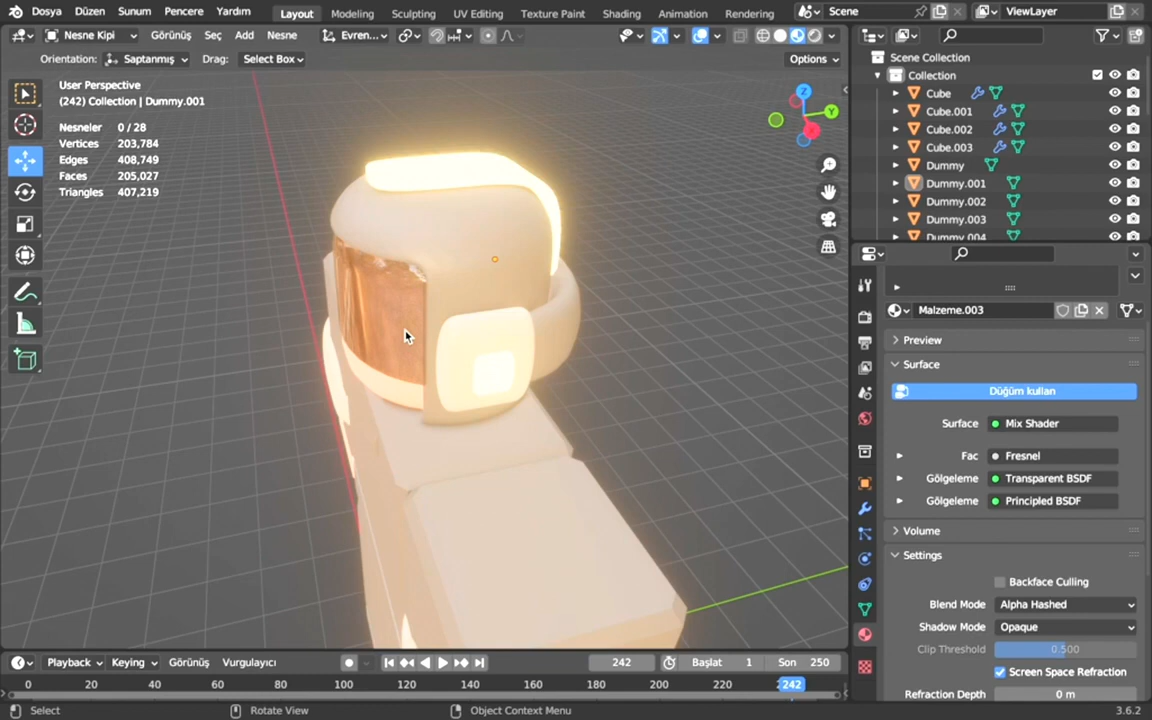 Dosya Düzen Sunum Pencere Yardım Layout Modeling Sculpting UV Editing Texture Paint Shading Animation Rendering Scene ViewLayer
Nesne Kipi Görünüş Seç Add Nesne Evren...
Orientation: Saptanmış Drag: Select Box Options
User Perspective
(242) Collection | Dummy.001
Nesneler 0 / 28
Vertices 203,784
Edges 408,749
Faces 205,027
Triangles 407,219
Z
Y
X
Scene Collection
Collection
Cube
Cube.001
Cube.002
Cube.003
Dummy
Dummy.001
Dummy.002
Dummy.003
Dummy.004
Malzeme.003
Preview
Surface
Düğüm kullan
Surface Mix Shader
Fac Fresnel
Gölgeleme Transparent BSDF
Gölgeleme Principled BSDF
Volume
Settings
Backface Culling
Blend Mode Alpha Hashed
Shadow Mode Opaque
Clip Threshold 0.500
Screen Space Refraction
Refraction Depth 0 m
Playback Keying Görünüş Vurgulayıcı 242 Başlat 1 Son 250
0 20 40 60 80 100 120 140 160 180 200 220 242
Select Rotate View Object Context Menu 3.6.2